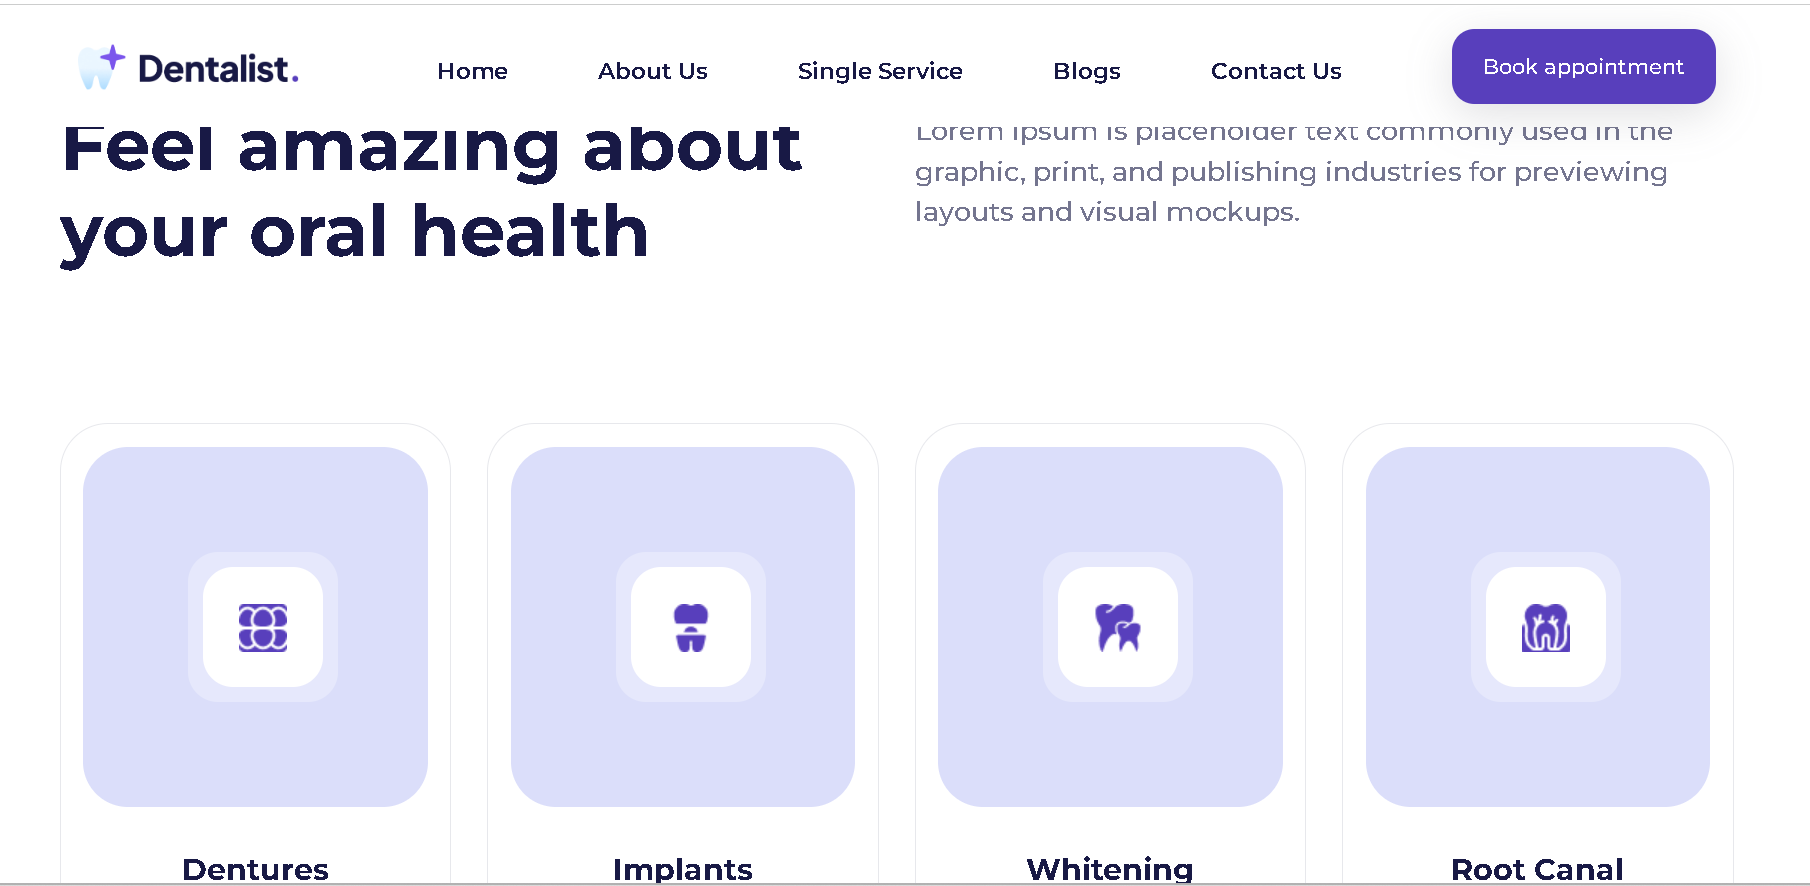 Dentalist.
Home
About Us
Single Service
Blogs
Contact Us
Book appointment
Feel amazing about
your oral health
Lorem Ipsum is placeholder text commonly used in the
graphic, print, and publishing industries for previewing
layouts and visual mockups.
Dentures
Implants
Whitening
Root Canal